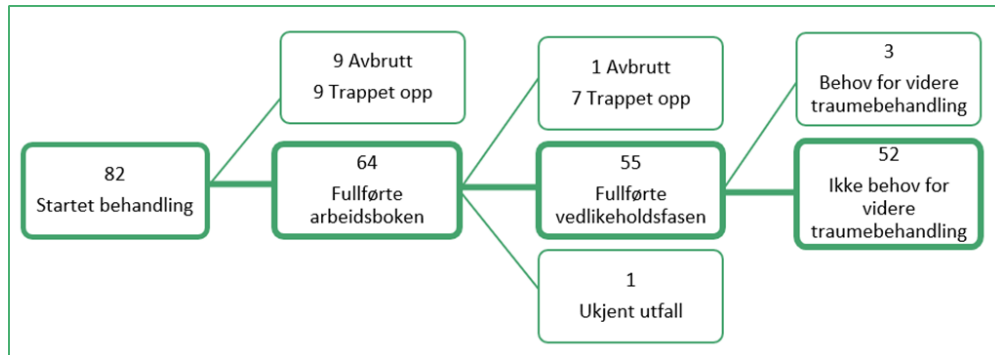 82
Startet behandling
9 Avbrutt
9 Trappet opp
64
Fullførte
arbeidsboken
1 Avbrutt
7 Trappet opp
55
Fullførte
vedlikeholdsfasen
1
Ukjent utfall
3
Behov for videre
traumebehandling
52
Ikke behov for
videre
traumebehandling